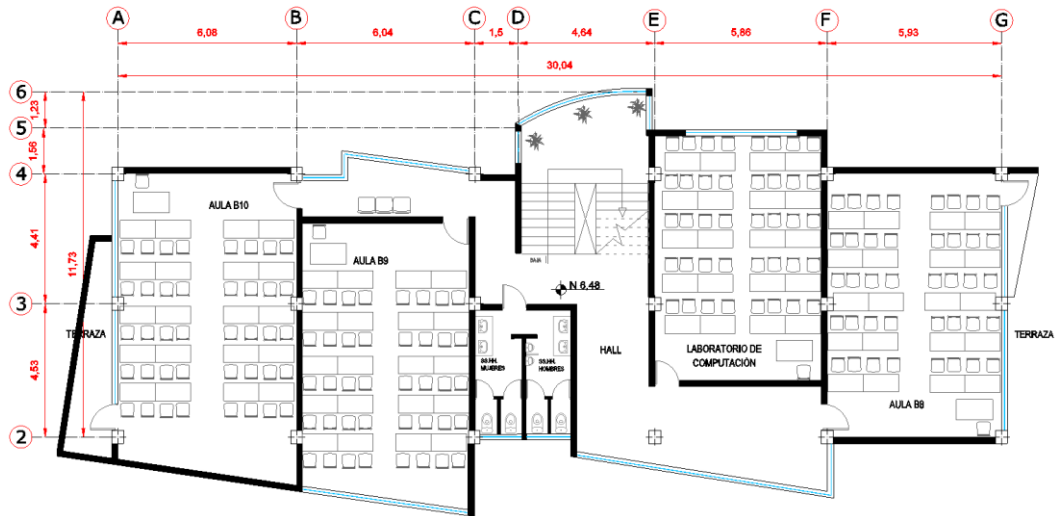 A B C D E F G
6,08 6,04 1,5 4,64 5,86 5,93
30,04
6
1,23
5
1,56
4
AULA B10
4,41
11,73
AULA B9
BAJA
N 6,48
3
TERRAZA
4,53
SS.HH.
MUJERES
SS.HH.
HOMBRES
HALL
LABORATORIO DE
COMPUTACIÓN
TERRAZA
AULA B8
2